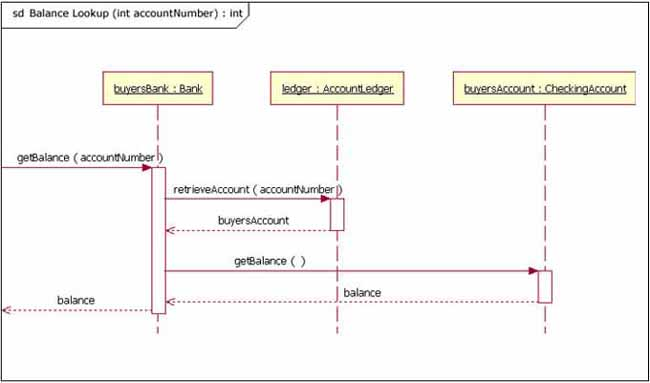 sd Balance Lookup (int accountNumber) : int
buyersBank : Bank
ledger : AccountLedger
buyersAccount : CheckingAccount
getBalance ( accountNumber )
retrieveAccount ( accountNumber )
buyersAccount
getBalance ( )
balance
balance